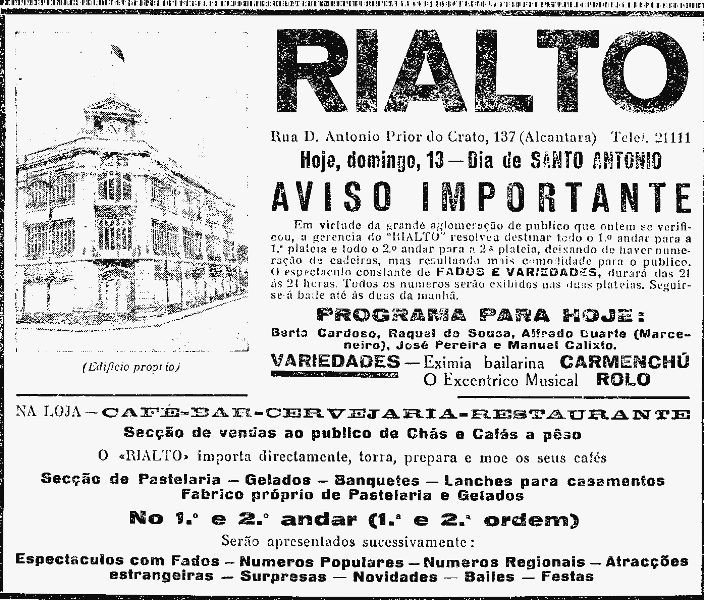 RIALTO
Rua D. Antonio Prior do Crato, 137 (Alcantara) Telef. 21111
Hoje, domingo, 13 — Dia de SANTO ANTONIO
AVISO IMPORTANTE
Em virtude da grande aglomeração de publico que ontem se verifi-
cou, a gerencia do "RIALTO" resolveu destinar todo o 1.º andar para a
1.ª plateia e todo o 2.º andar para a 2.ª plateia, deixando de haver nume-
ração de cadeiras, mas resultando mais comodidade para o publico.
O espectaculo constante de FADOS E VARIEDADES, durará das 21
ás 24 horas. Todos os numeros serão exibidos nas duas plateias. Seguir-
se-á baile até ás duas da manhã.
PROGRAMA PARA HOJE:
Berta Cardoso, Raquel de Sousa, Alfredo Duarte (Marce-
neiro), José Pereira e Manuel Calixto.
VARIEDADES — Eximia bailarina CARMENCHÚ
O Excentrico Musical ROLO
(Edificio proprio)
NA LOJA — CAFÉ-BAR-CERVEJARIA-RESTAURANTE
Secção de vendas ao publico de Chás e Cafés a pêso
O «RIALTO» importa directamente, torra, prepara e moe os seus cafés
Secção de Pastelaria — Gelados — Banquetes — Lanches para casamentos
Fabrico próprio de Pastelaria e Gelados
No 1.º e 2.º andar (1.ª e 2.ª ordem)
Serão apresentados sucessivamente:
Espectaculos com Fados — Numeros Populares — Numeros Regionais — Atracções
estrangeiras — Surpresas — Novidades — Bailes — Festas